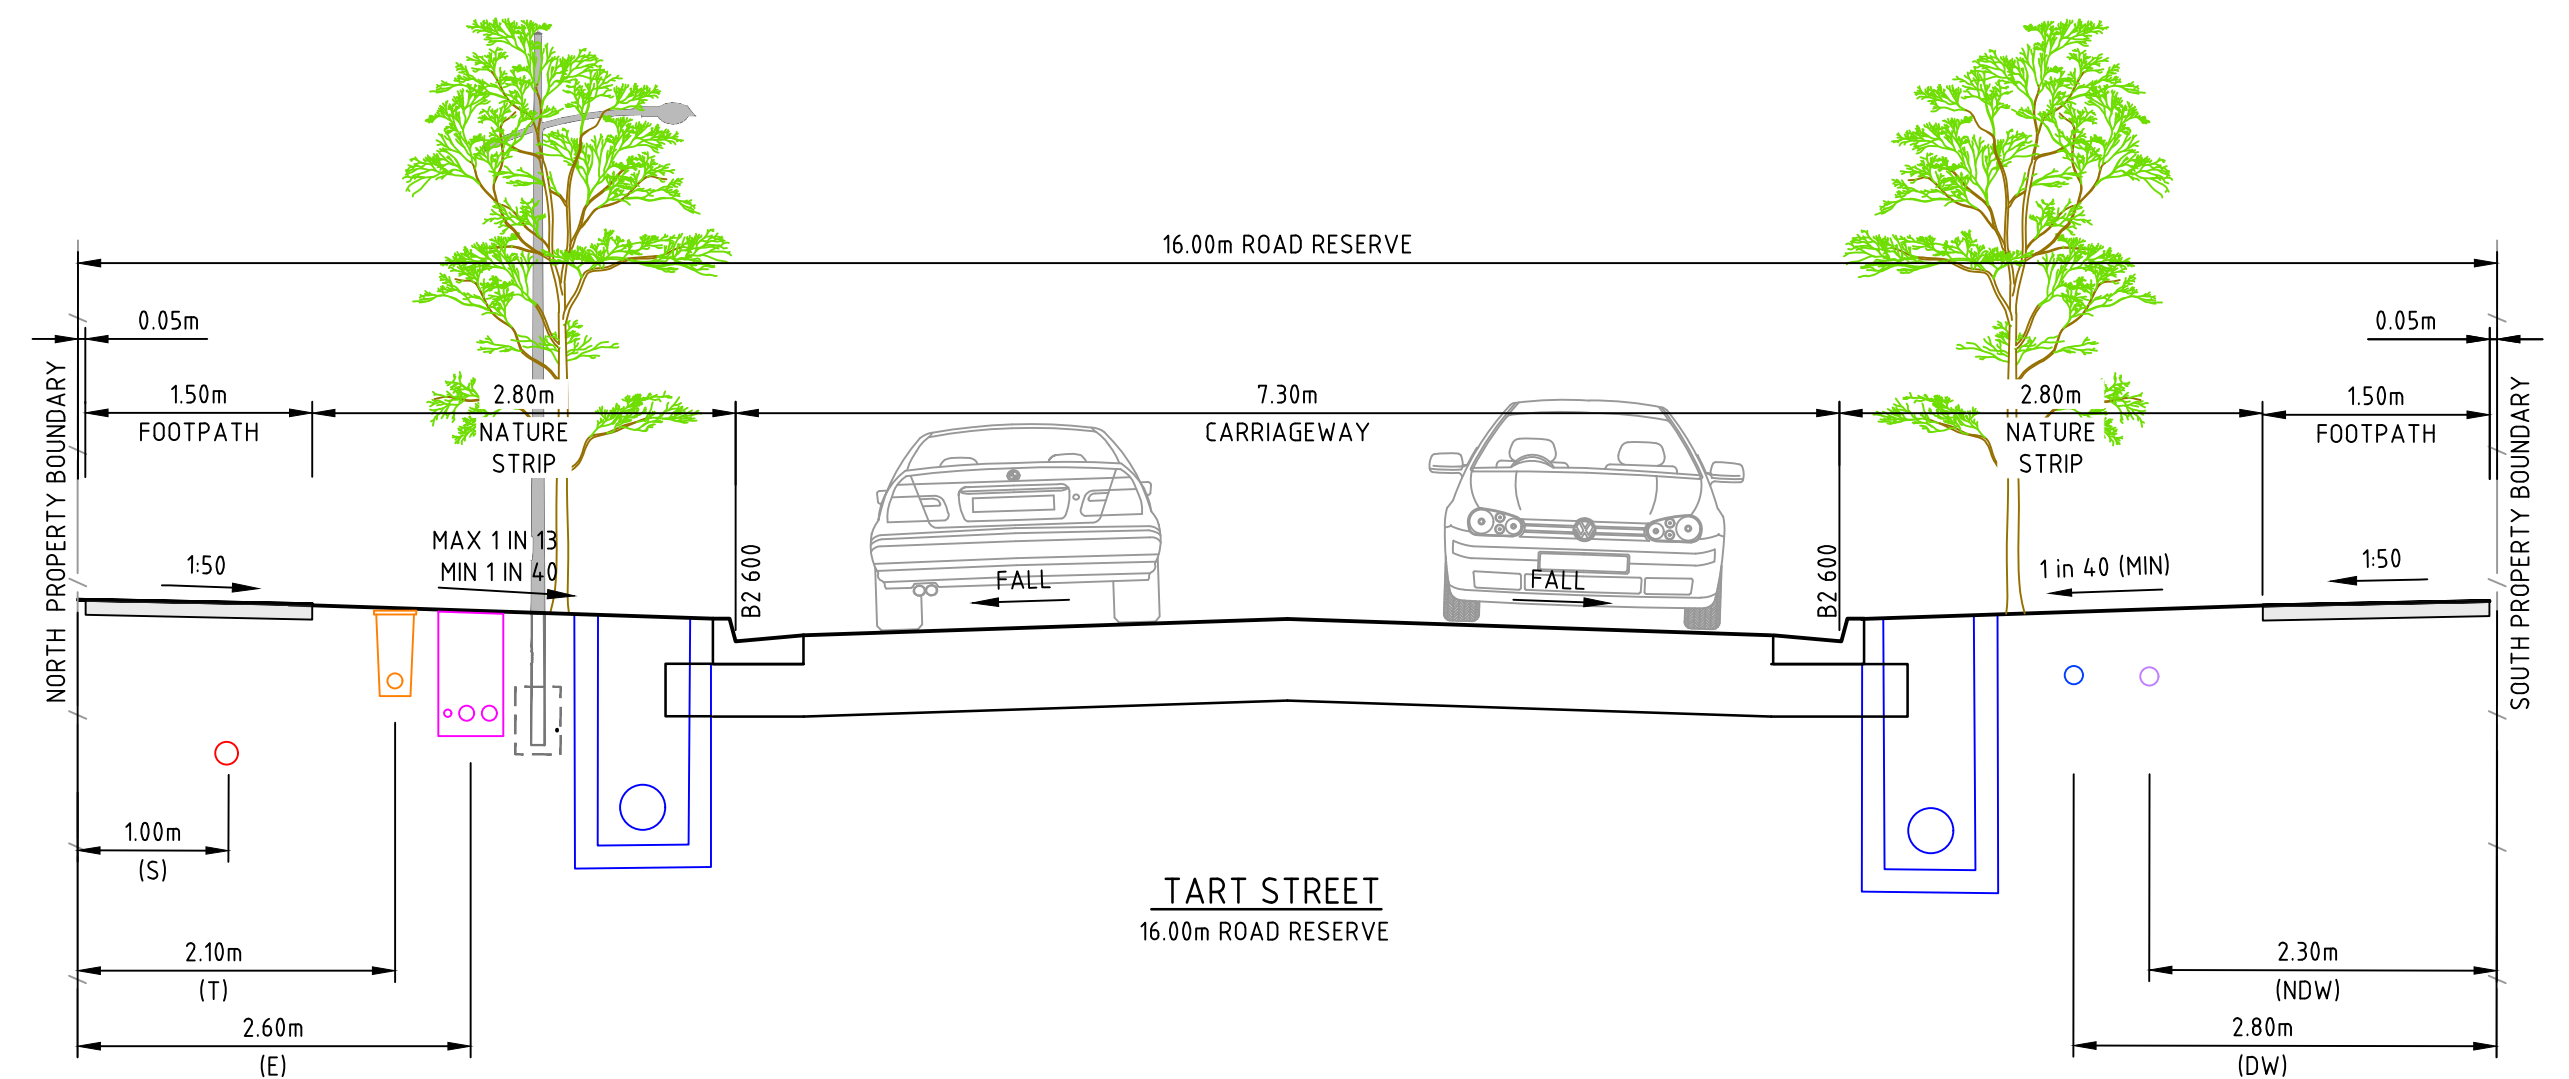 16.00m ROAD RESERVE
0.05m
0.05m
1.50m
FOOTPATH
2.80m
NATURE
STRIP
7.30m
CARRIAGEWAY
2.80m
NATURE
STRIP
1.50m
FOOTPATH
NORTH PROPERTY BOUNDARY
SOUTH PROPERTY BOUNDARY
1:50
MAX 1 IN 13
MIN 1 IN 40
B2 600
FALL
FALL
B2 600
1 in 40 (MIN)
1:50
1.00m
(S)
TART STREET
16.00m ROAD RESERVE
2.10m
(T)
2.30m
(NDW)
2.60m
(E)
2.80m
(DW)